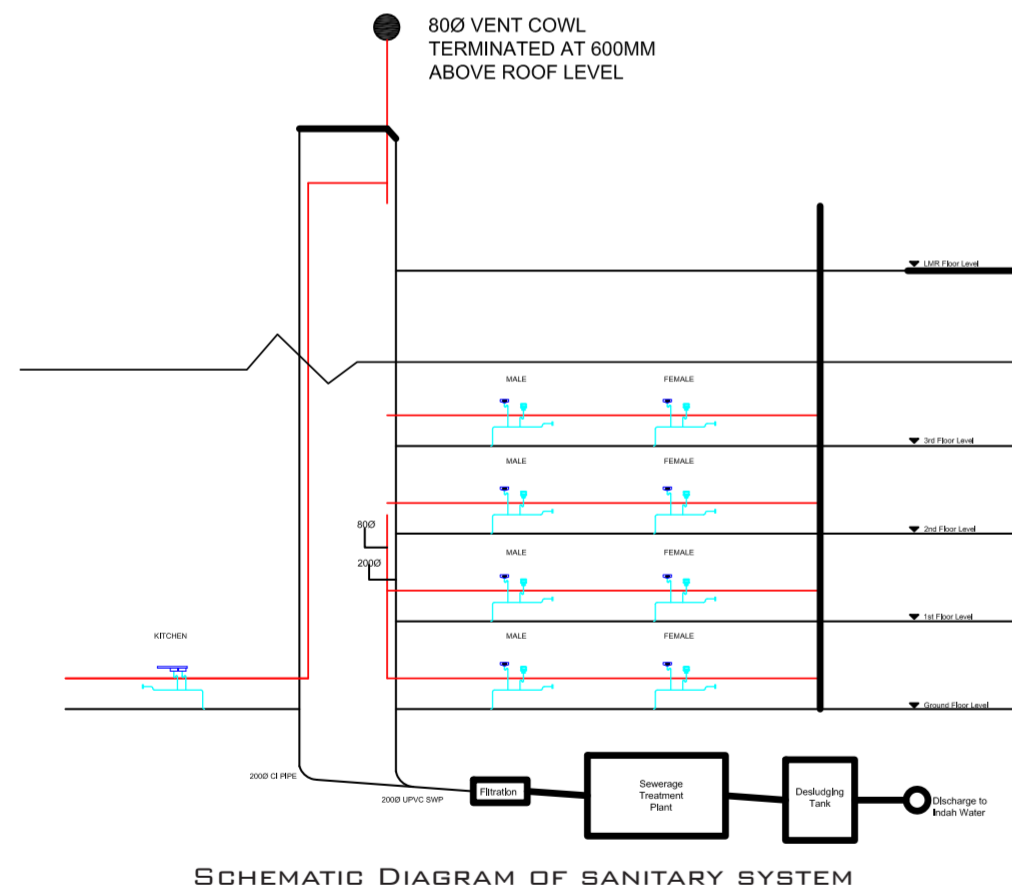 80Ø VENT COWL
TERMINATED AT 600MM
ABOVE ROOF LEVEL
LMR Floor Level
MALE
FEMALE
3rd Floor Level
MALE
FEMALE
80Ø
2nd Floor Level
200Ø
MALE
FEMALE
1st Floor Level
KITCHEN
MALE
FEMALE
Ground Floor Level
200Ø CI PIPE
200Ø UPVC SWP
Filtration
Sewerage
Treatment
Plant
Desludging
Tank
Discharge to
Indah Water
SCHEMATIC DIAGRAM OF SANITARY SYSTEM